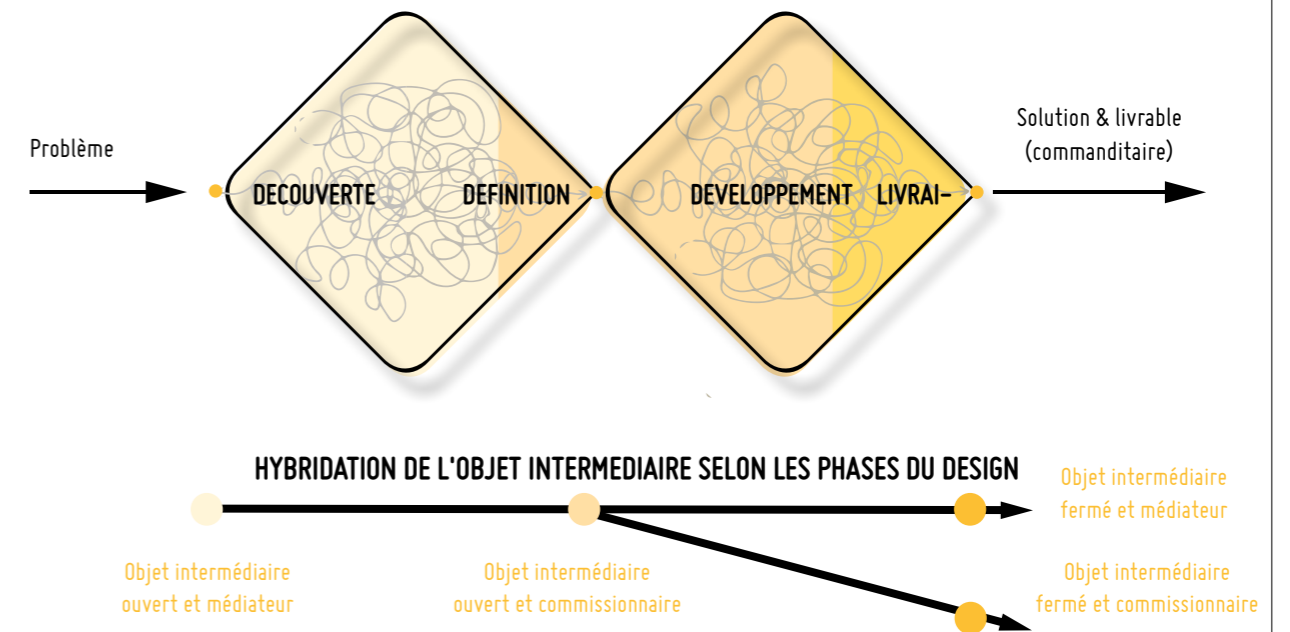 Problème
DECOUVERTE
DEFINITION
DEVELOPPEMENT
LIVRAI-
Solution & livrable
(commanditaire)
HYBRIDATION DE L'OBJET INTERMEDIAIRE SELON LES PHASES DU DESIGN
Objet intermédiaire
ouvert et médiateur
Objet intermédiaire
ouvert et commissionnaire
Objet intermédiaire
fermé et médiateur
Objet intermédiaire
fermé et commissionnaire